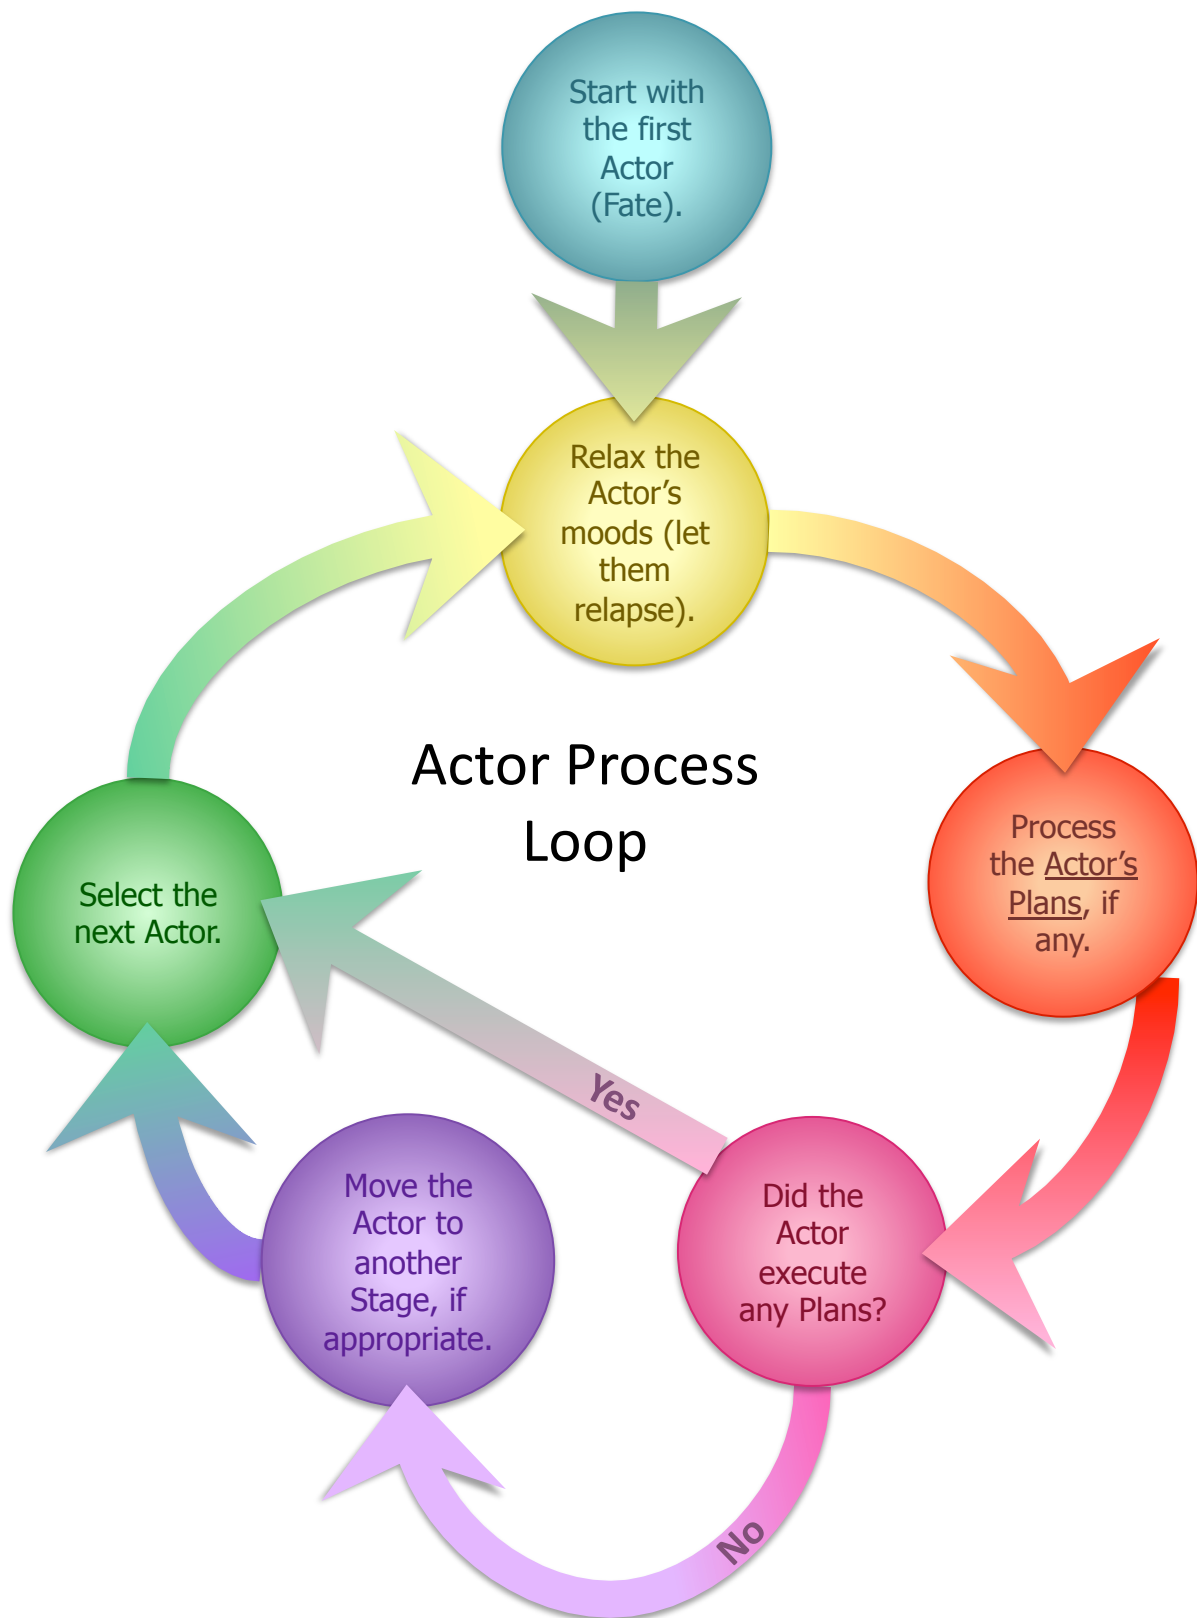 Start with
the first
Actor
(Fate).
Relax the
Actor’s
moods (let
them
relapse).
Actor Process
Loop
Process
the Actor’s
Plans, if
any.
Select the
next Actor.
Yes
Did the
Actor
execute
any Plans?
Move the
Actor to
another
Stage, if
appropriate.
No